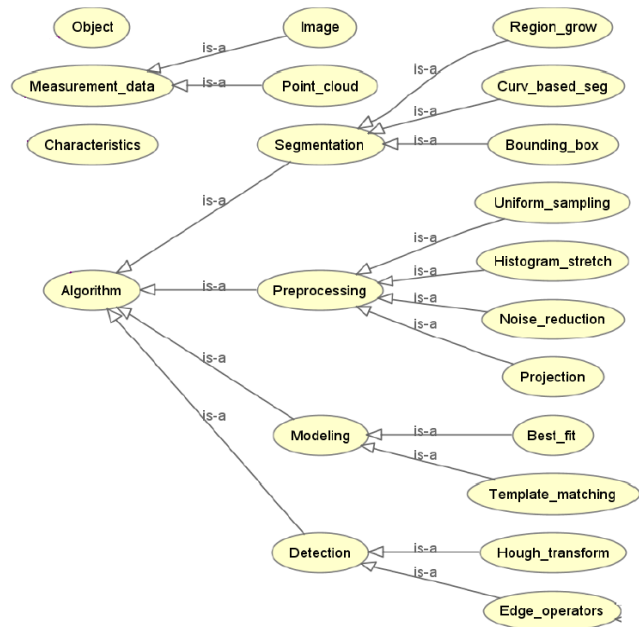 Object
Image
Region_grow
is-a
is-a
Measurement_data
is-a
Point_cloud
Curv_based_seg
is-a
Characteristics
Segmentation
is-a
Bounding_box
is-a
Uniform_sampling
is-a
Histogram_stretch
Algorithm
is-a
Preprocessing
is-a
is-a
Noise_reduction
is-a
Projection
is-a
is-a
Modeling
is-a
Best_fit
is-a
Template_matching
Detection
is-a
Hough_transform
is-a
Edge_operators